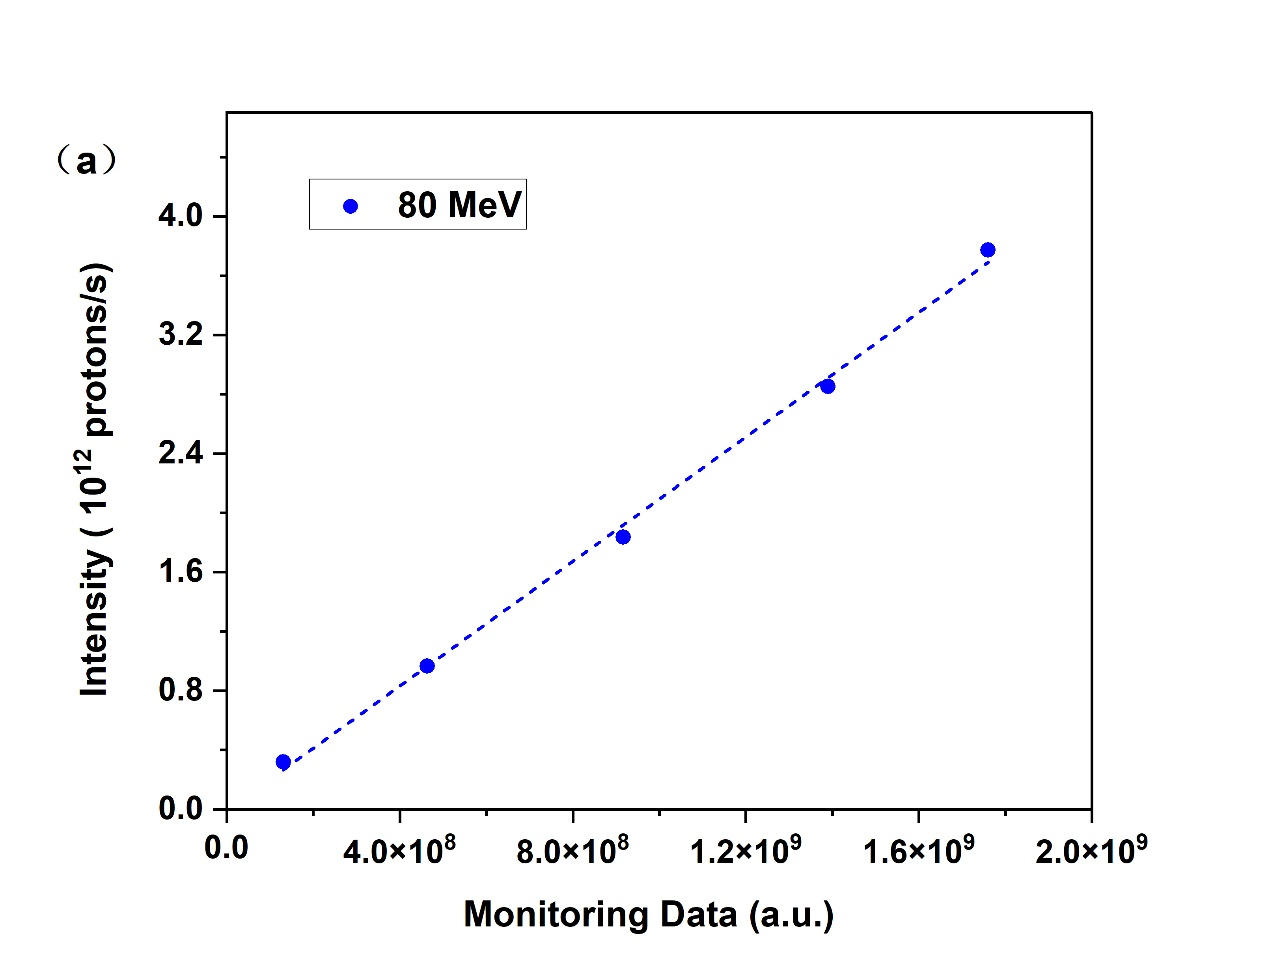 （a）
80 MeV
4.0
3.2
2.4
1.6
0.8
0.0
Intensity ( 10¹² protons/s)
0.0 4.0×10⁸ 8.0×10⁸ 1.2×10⁹ 1.6×10⁹ 2.0×10⁹
Monitoring Data (a.u.)